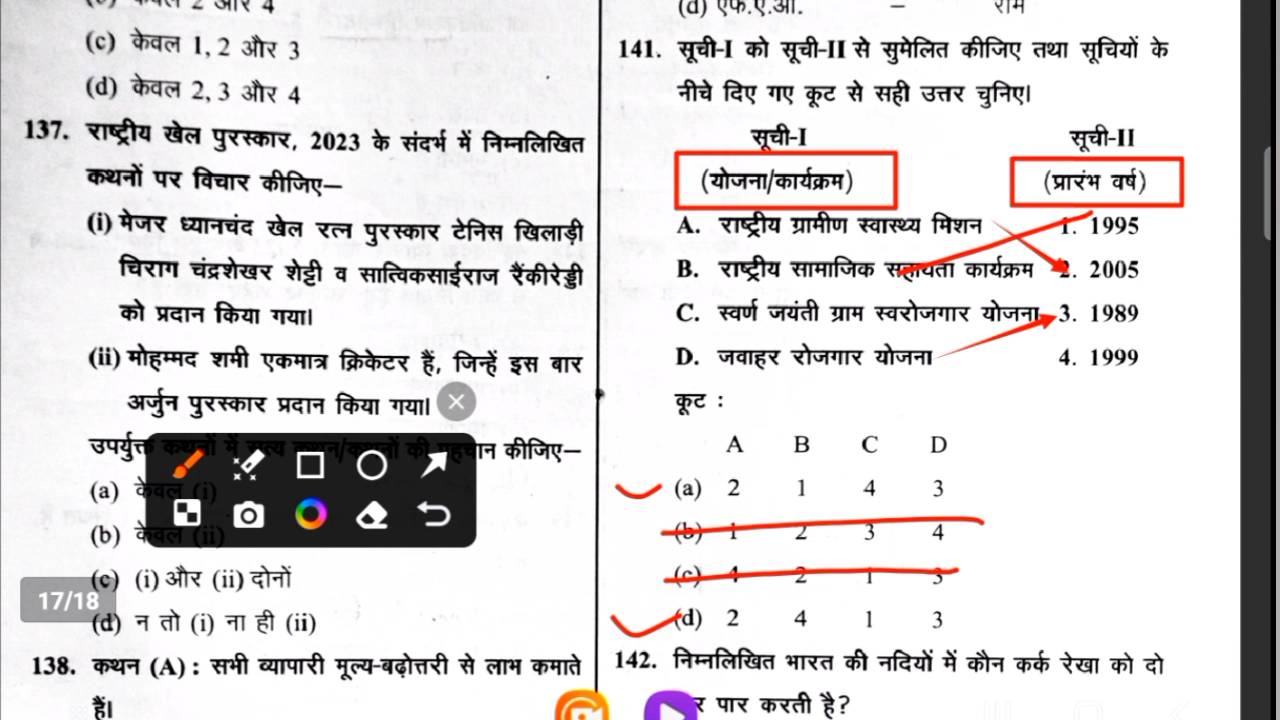 (c) केवल 1, 2 और 3
(d) केवल 2, 3 और 4
137. राष्ट्रीय खेल पुरस्कार, 2023 के संदर्भ में निम्नलिखित
कथनों पर विचार कीजिए–
(i) मेजर ध्यानचंद खेल रत्न पुरस्कार टेनिस खिलाड़ी
चिराग चंद्रशेखर शेट्टी व सात्विकसाईराज रैंकीरेड्डी
को प्रदान किया गया।
(ii) मोहम्मद शमी एकमात्र क्रिकेटर हैं, जिन्हें इस बार
अर्जुन पुरस्कार प्रदान किया गया।
उपर्युक्त कथनों में सत्य कथन/कथनों की पहचान कीजिए–
(a) केवल (i)
(b) केवल (ii)
(c) (i) और (ii) दोनों
17/18
(d) न तो (i) ना ही (ii)
138. कथन (A) : सभी व्यापारी मूल्य-बढ़ोत्तरी से लाभ कमाते
हैं।
(d) एफ.ए.ओ. – रोम
141. सूची-I को सूची-II से सुमेलित कीजिए तथा सूचियों के
नीचे दिए गए कूट से सही उत्तर चुनिए।
सूची-I सूची-II
(योजना/कार्यक्रम) (प्रारंभ वर्ष)
A. राष्ट्रीय ग्रामीण स्वास्थ्य मिशन 1. 1995
B. राष्ट्रीय सामाजिक सहायता कार्यक्रम 2. 2005
C. स्वर्ण जयंती ग्राम स्वरोजगार योजना 3. 1989
D. जवाहर रोजगार योजना 4. 1999
कूट :
A B C D
(a) 2 1 4 3
(b) 1 2 3 4
(c) 4 2 1 3
(d) 2 4 1 3
142. निम्नलिखित भारत की नदियों में कौन कर्क रेखा को दो
पार करती है?